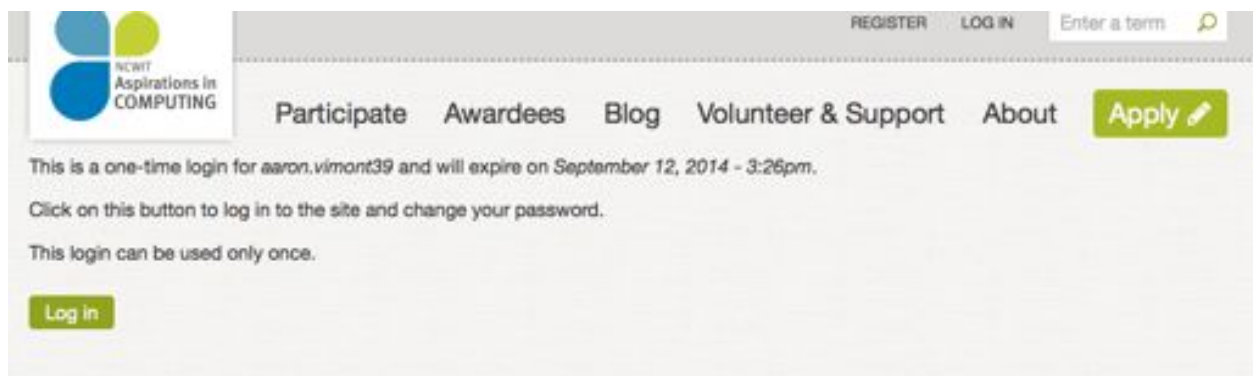 REGISTER LOG IN Enter a term
NCWIT
Aspirations in
COMPUTING
Participate Awardees Blog Volunteer & Support About Apply
This is a one-time login for aaron.vimont39 and will expire on September 12, 2014 - 3:26pm.
Click on this button to log in to the site and change your password.
This login can be used only once.
Log in